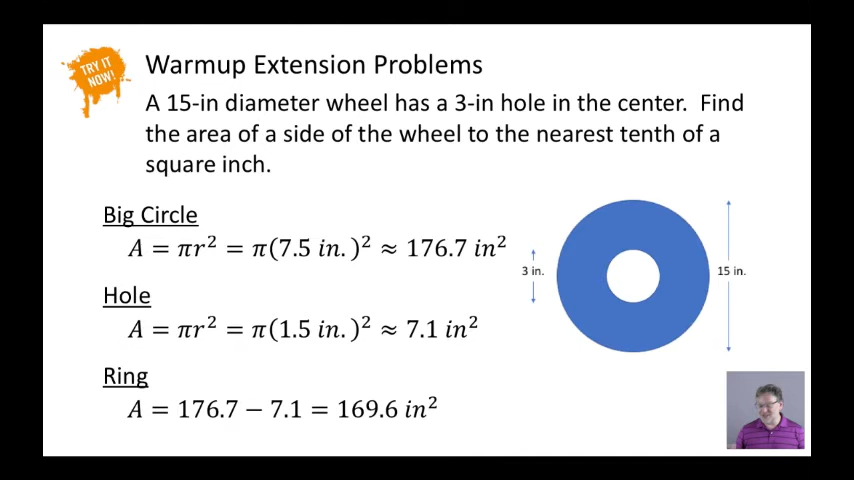 TRY IT
NOW!
Warmup Extension Problems
A 15-in diameter wheel has a 3-in hole in the center. Find
the area of a side of the wheel to the nearest tenth of a
square inch.
Big Circle
A = πr² = π(7.5 in.)² ≈ 176.7 in²
3 in.
15 in.
Hole
A = πr² = π(1.5 in.)² ≈ 7.1 in²
Ring
A = 176.7 − 7.1 = 169.6 in²